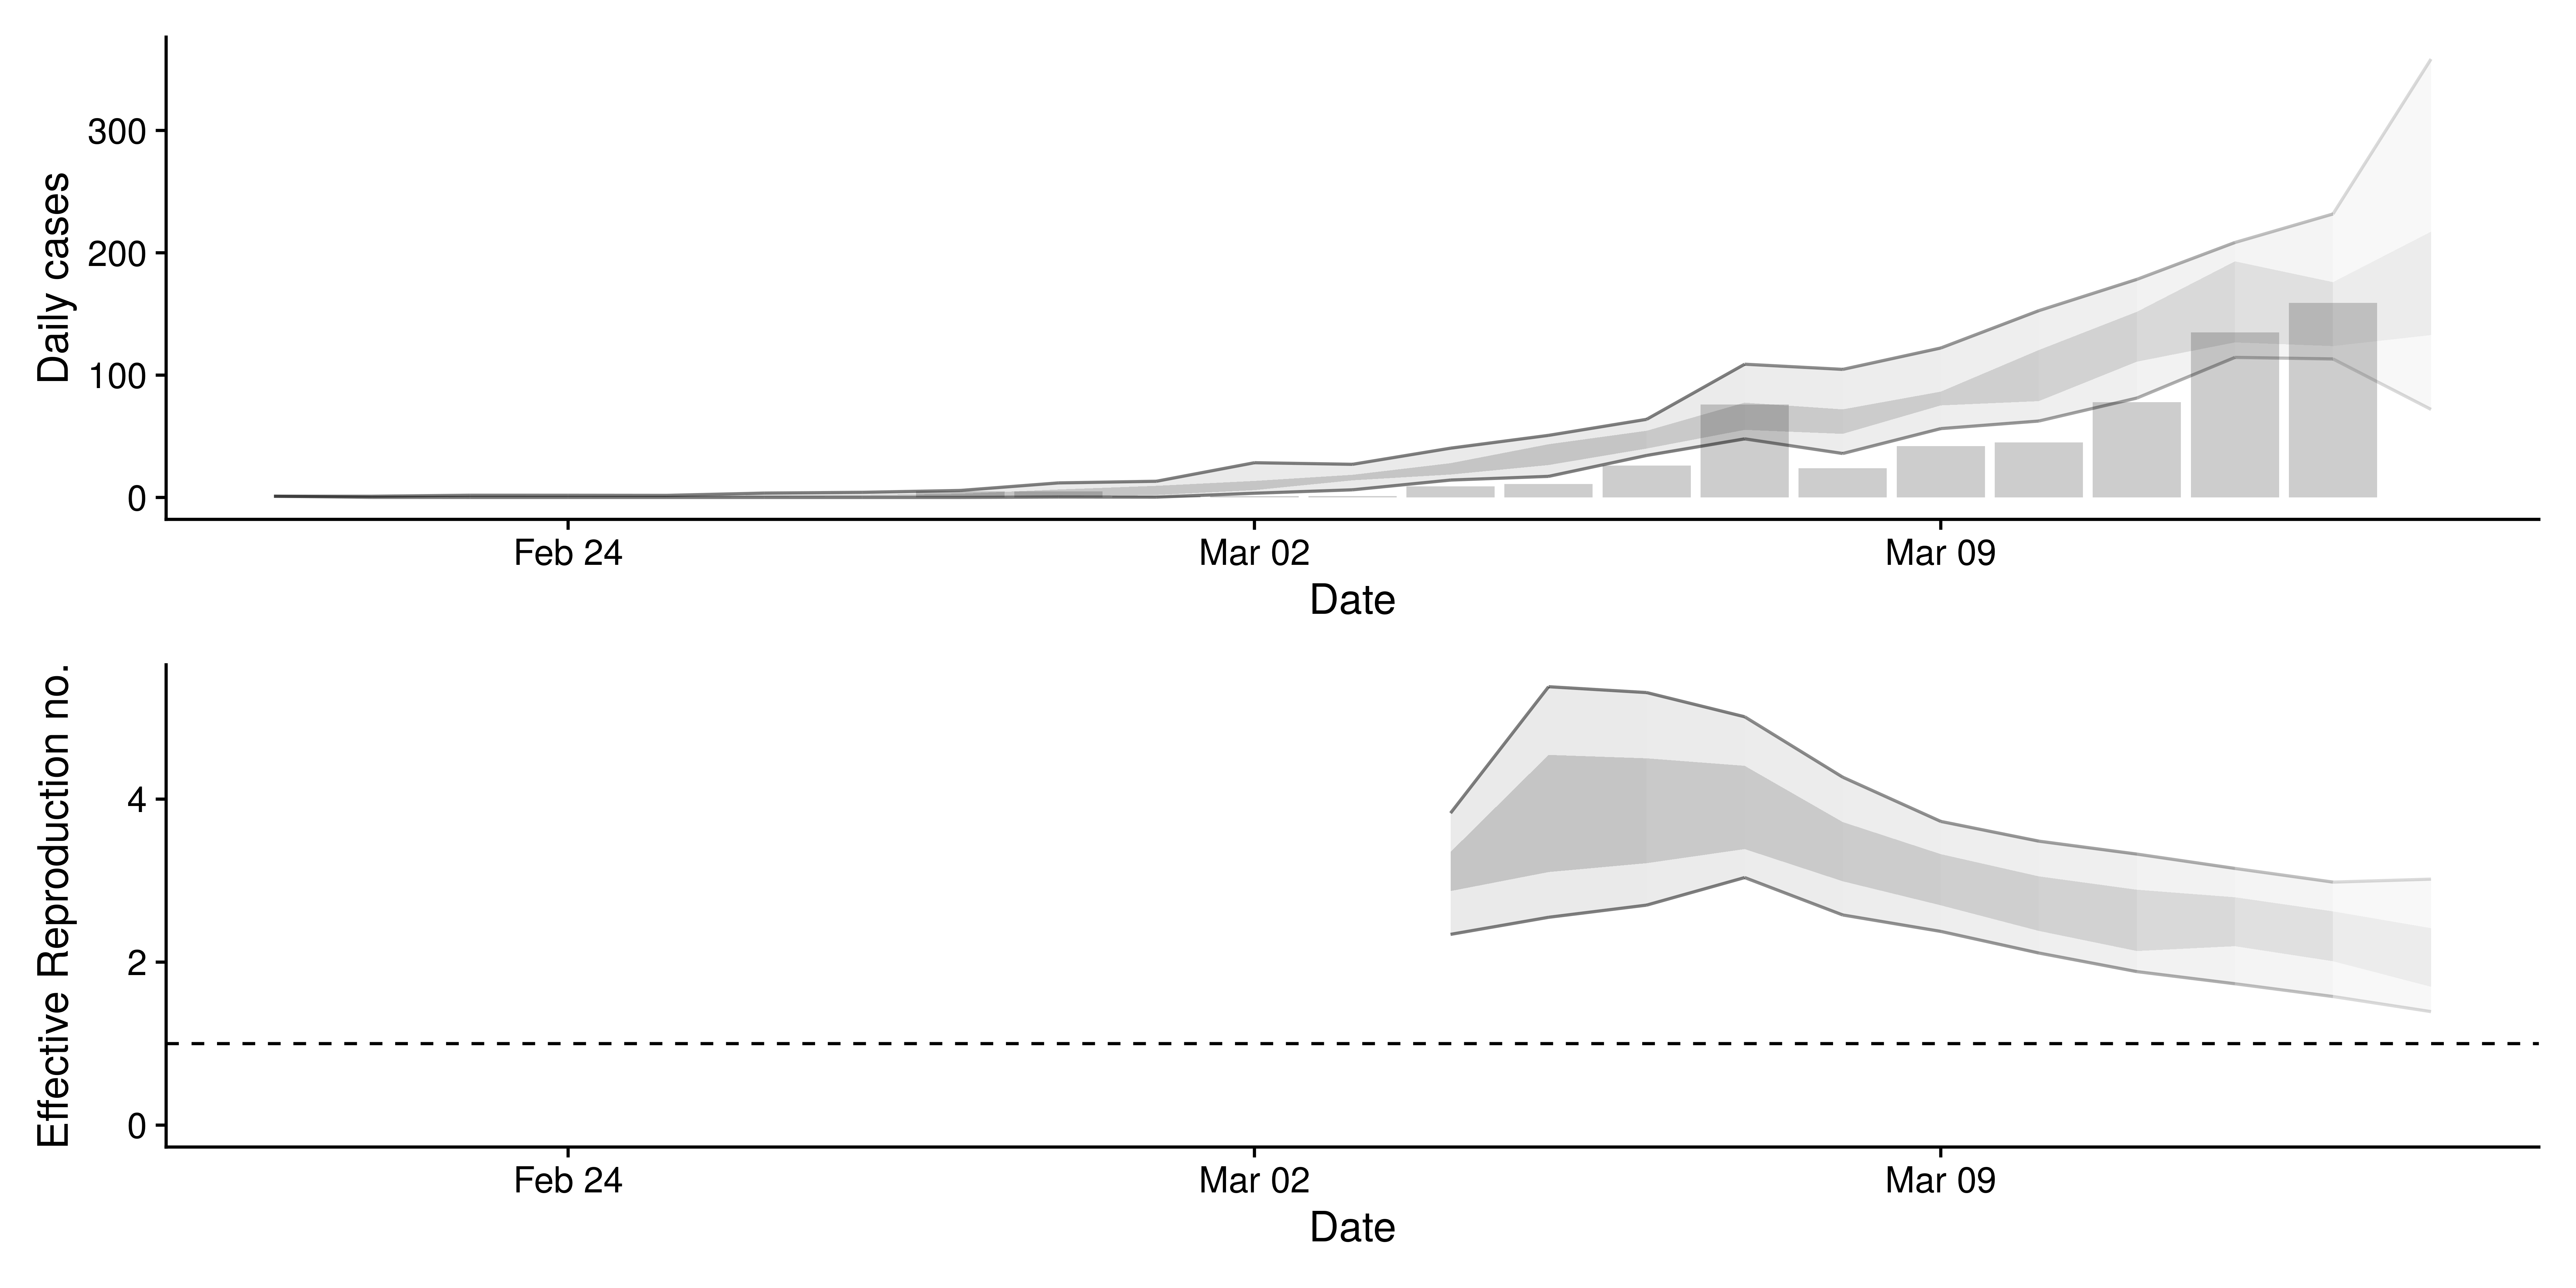 Daily cases
300
200
100
0
Feb 24 Mar 02 Mar 09
Date
Effective Reproduction no.
4
2
0
Feb 24 Mar 02 Mar 09
Date